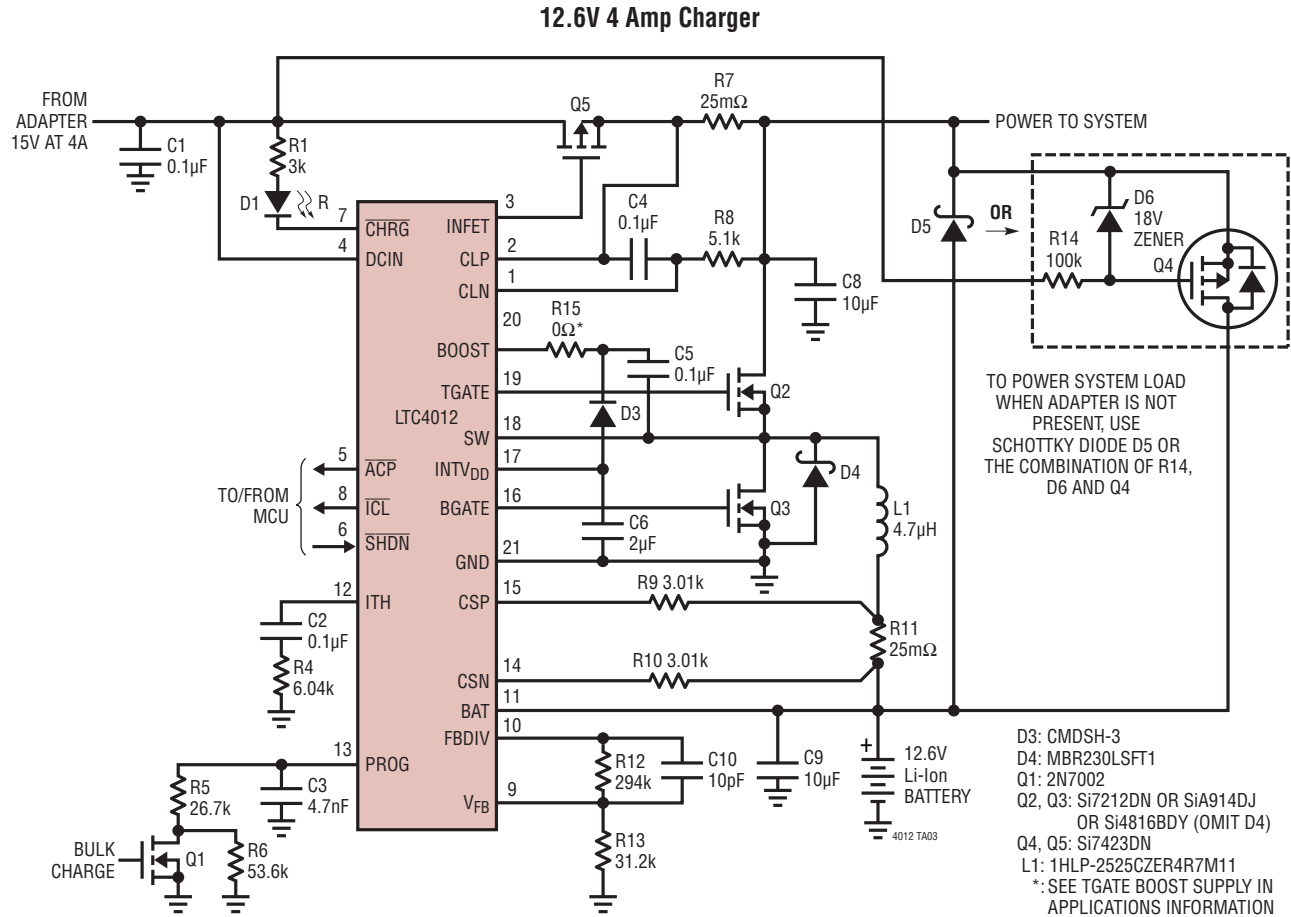 12.6V 4 Amp Charger
FROM
ADAPTER
15V AT 4A
C1
0.1µF
R1
3k
D1
R
Q5
R7
25mΩ
POWER TO SYSTEM
C4
0.1µF
R8
5.1k
C8
10µF
D5
OR
R14
100k
D6
18V
ZENER
Q4
TO POWER SYSTEM LOAD
WHEN ADAPTER IS NOT
PRESENT, USE
SCHOTTKY DIODE D5 OR
THE COMBINATION OF R14,
D6 AND Q4
7
CHRG
4
DCIN
3
INFET
2
CLP
1
CLN
20
BOOST
R15
0Ω*
C5
0.1µF
19
TGATE
Q2
LTC4012
D3
18
SW
17
INTVDD
D4
16
BGATE
Q3
L1
4.7µH
C6
2µF
21
GND
TO/FROM
MCU
5
ACP
8
ICL
6
SHDN
12
ITH
C2
0.1µF
R4
6.04k
15
CSP
R9 3.01k
R11
25mΩ
14
CSN
R10 3.01k
11
BAT
10
FBDIV
R12
294k
C10
10pF
C9
10µF
+
12.6V
Li-Ion
BATTERY
4012 TA03
9
VFB
R13
31.2k
13
PROG
R5
26.7k
C3
4.7nF
BULK
CHARGE
Q1
R6
53.6k
D3: CMDSH-3
D4: MBR230LSFT1
Q1: 2N7002
Q2, Q3: Si7212DN OR SiA914DJ
OR Si4816BDY (OMIT D4)
Q4, Q5: Si7423DN
L1: 1HLP-2525CZER4R7M11
*: SEE TGATE BOOST SUPPLY IN
APPLICATIONS INFORMATION